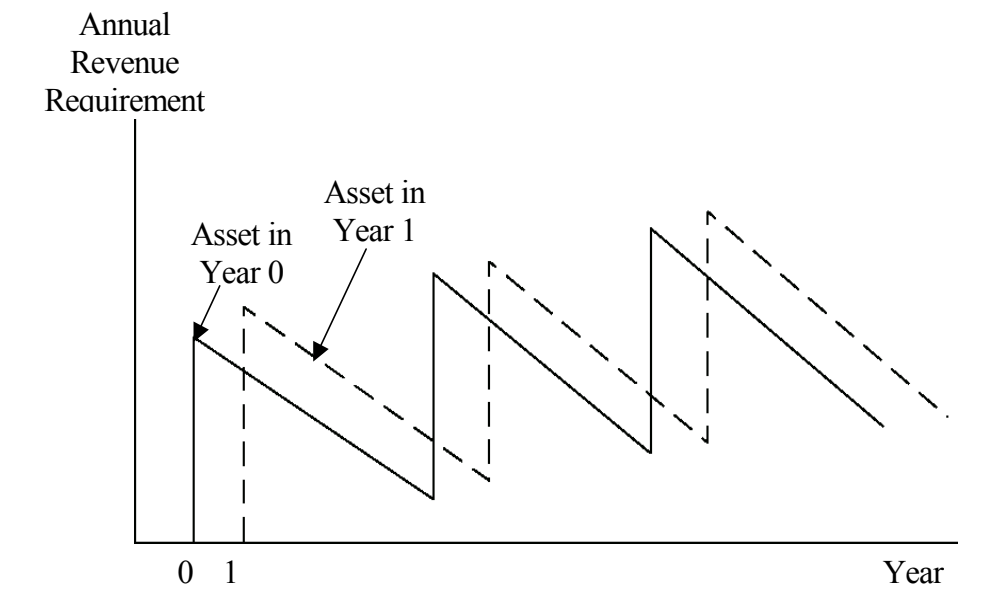 Annual
Revenue
Requirement
Asset in
Year 1
Asset in
Year 0
0 1
Year